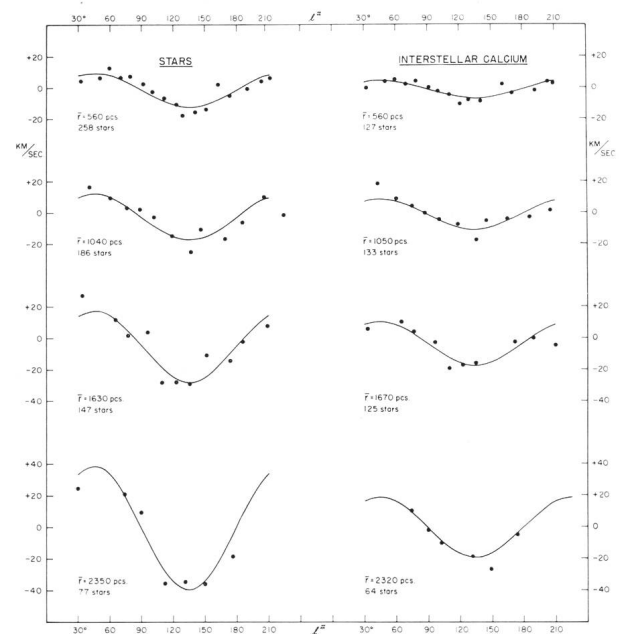 30° 60 90 120 150 180 210 ℓᴵᴵ 30° 60 90 120 150 180 210
STARS INTERSTELLAR CALCIUM
+20 +20
0 0
-20 -20
r̄=560 pcs r̄=560 pcs
258 stars 127 stars
KM/SEC KM/SEC
+20 +20
0 0
-20 -20
r̄=1040 pcs r̄=1050 pcs
186 stars 133 stars
+20 +20
0 0
-20 -20
-40 -40
r̄=1630 pcs r̄=1670 pcs
147 stars 125 stars
+40 +40
+20 +20
0 0
-20 -20
-40 -40
r̄=2350 pcs. r̄=2320 pcs
77 stars 64 stars
30° 60 90 120 150 180 210 ℓᴵᴵ 30° 60 90 120 150 180 210